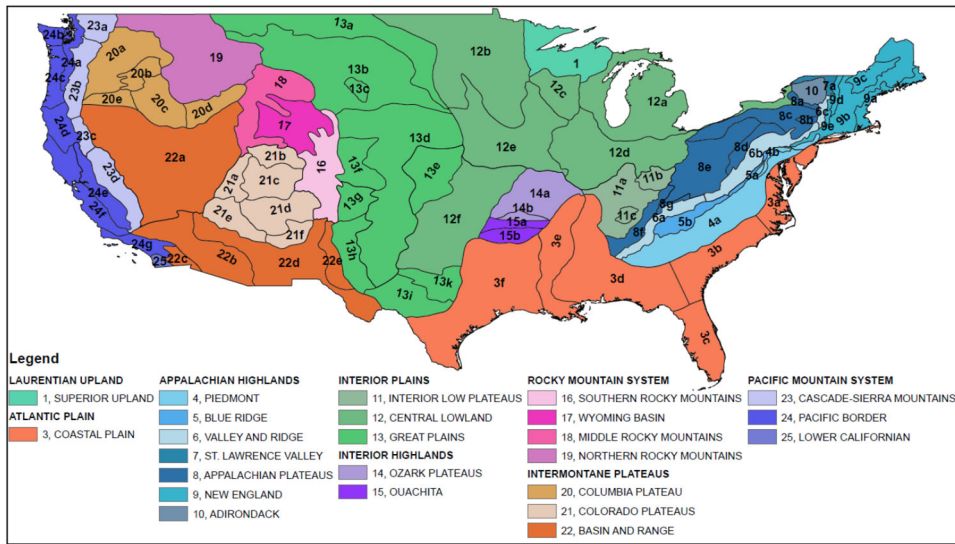 23a
13a
24b
20a
12b
9c
24a
19
1
10
7a
20b
13b
24c
9d
9a
18
13c
12c
12a
8a
6c
9b
23b
8c
8b
20e
20c
20d
9e
17
13d
24d
23c
12e
8d
6b
4b
22a
21b
16
12d
13f
13e
8e
5a
11b
23d
21a
21c
11a
14a
24e
13g
3a
21e
21d
14b
11c
8g
24f
12f
15a
6a
5b
4a
21f
15b
8f
24g
22b
13h
3e
3b
25
22c
22d
22e
13k
3f
3d
13i
3c
Legend
LAURENTIAN UPLAND
1, SUPERIOR UPLAND
ATLANTIC PLAIN
3, COASTAL PLAIN
APPALACHIAN HIGHLANDS
4, PIEDMONT
5, BLUE RIDGE
6, VALLEY AND RIDGE
7, ST. LAWRENCE VALLEY
8, APPALACHIAN PLATEAUS
9, NEW ENGLAND
10, ADIRONDACK
INTERIOR PLAINS
11, INTERIOR LOW PLATEAUS
12, CENTRAL LOWLAND
13, GREAT PLAINS
INTERIOR HIGHLANDS
14, OZARK PLATEAUS
15, OUACHITA
ROCKY MOUNTAIN SYSTEM
16, SOUTHERN ROCKY MOUNTAINS
17, WYOMING BASIN
18, MIDDLE ROCKY MOUNTAINS
19, NORTHERN ROCKY MOUNTAINS
INTERMONTANE PLATEAUS
20, COLUMBIA PLATEAU
21, COLORADO PLATEAUS
22, BASIN AND RANGE
PACIFIC MOUNTAIN SYSTEM
23, CASCADE-SIERRA MOUNTAINS
24, PACIFIC BORDER
25, LOWER CALIFORNIAN